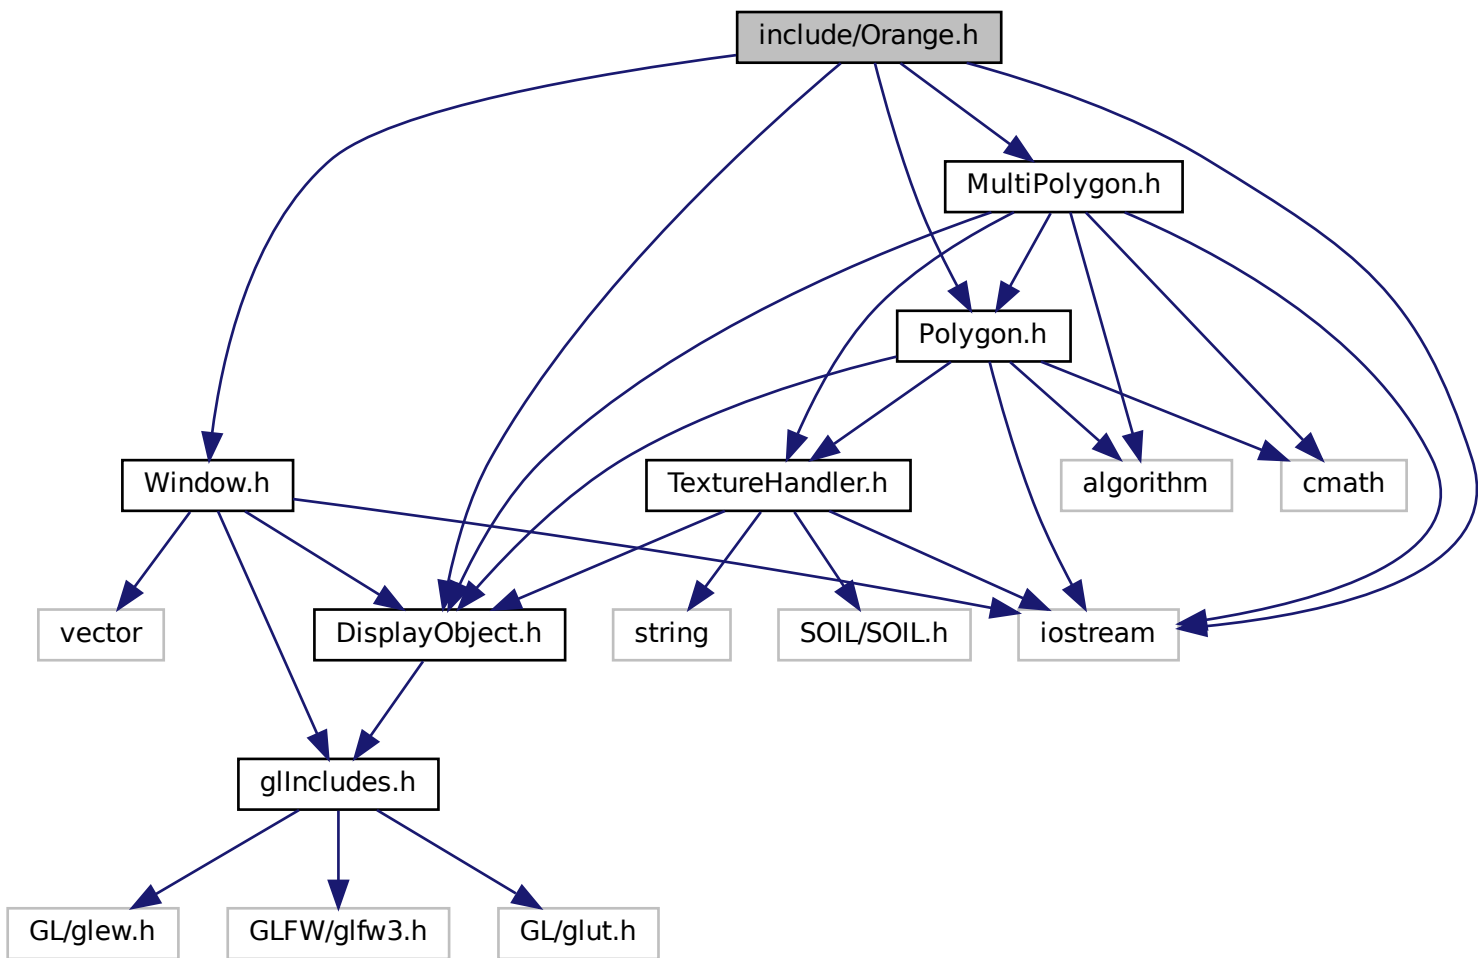 include/Orange.h
MultiPolygon.h
Polygon.h
Window.h
TextureHandler.h
algorithm
cmath
vector
DisplayObject.h
string
SOIL/SOIL.h
iostream
glIncludes.h
GL/glew.h
GLFW/glfw3.h
GL/glut.h